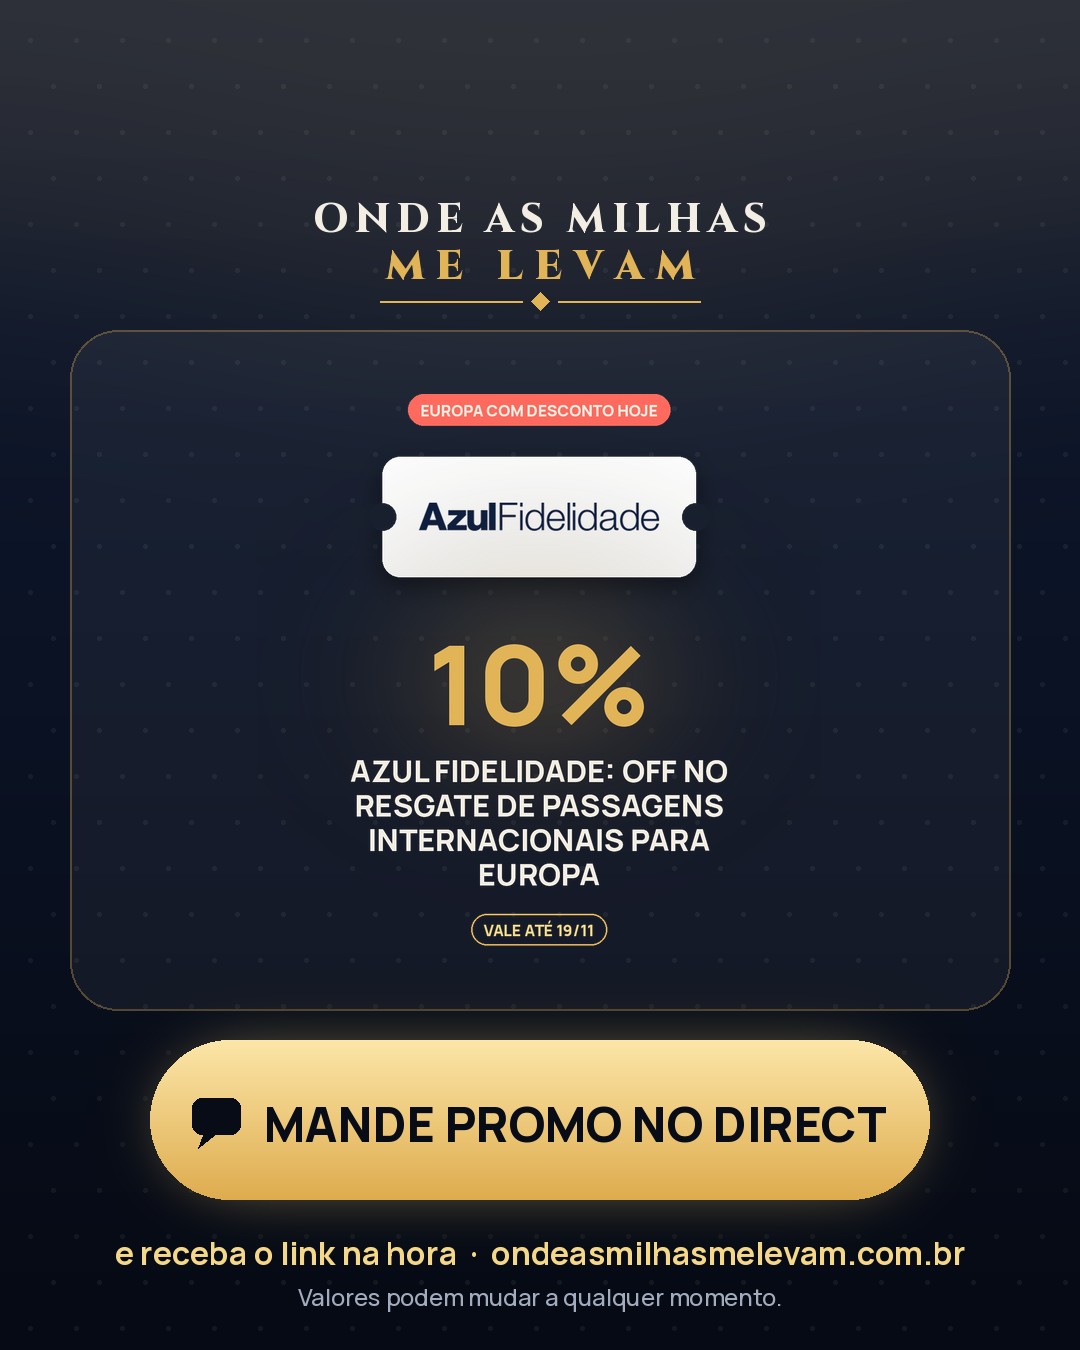 ONDE AS MILHAS
ME LEVAM
EUROPA COM DESCONTO HOJE
AzulFidelidade
10%
AZUL FIDELIDADE: OFF NO
RESGATE DE PASSAGENS
INTERNACIONAIS PARA
EUROPA
VALE ATÉ 19/11
MANDE PROMO NO DIRECT
e receba o link na hora · ondeasmilhasmelevam.com.br
Valores podem mudar a qualquer momento.